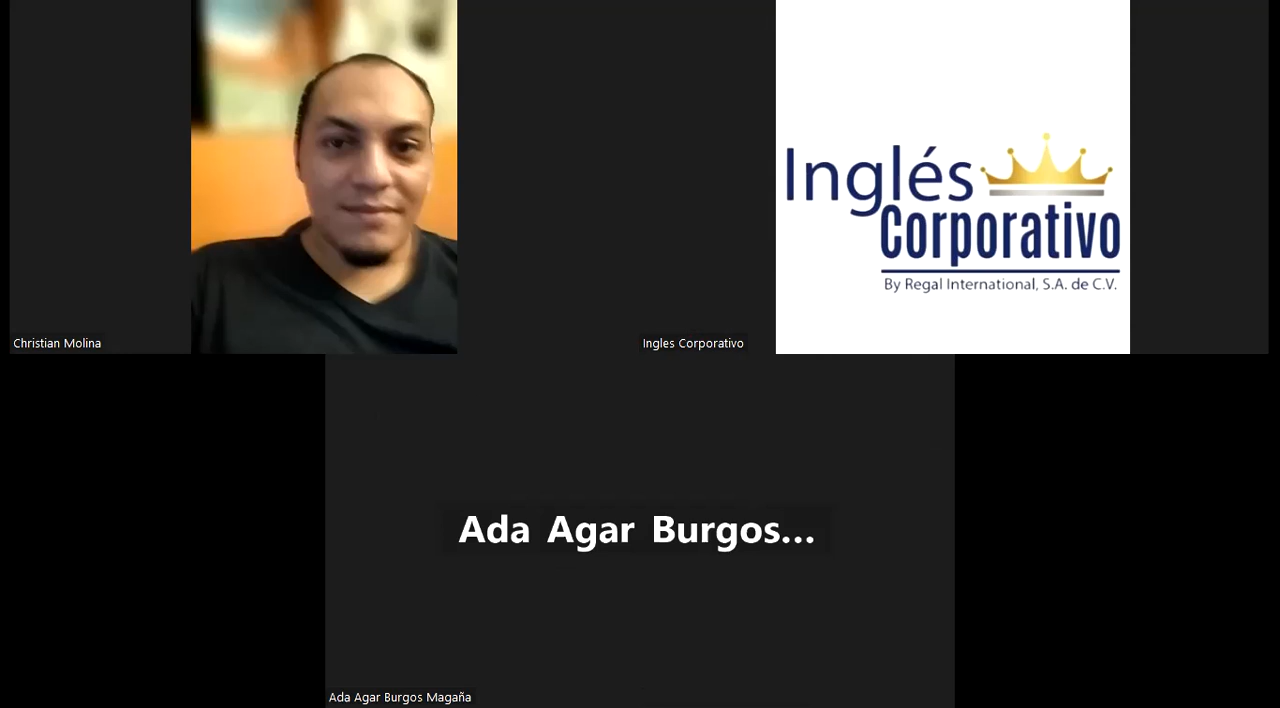 Christian Molina
Inglés
Corporativo
By Regal International, S.A. de C.V.
Ingles Corporativo
Ada Agar Burgos...
Ada Agar Burgos Magaña